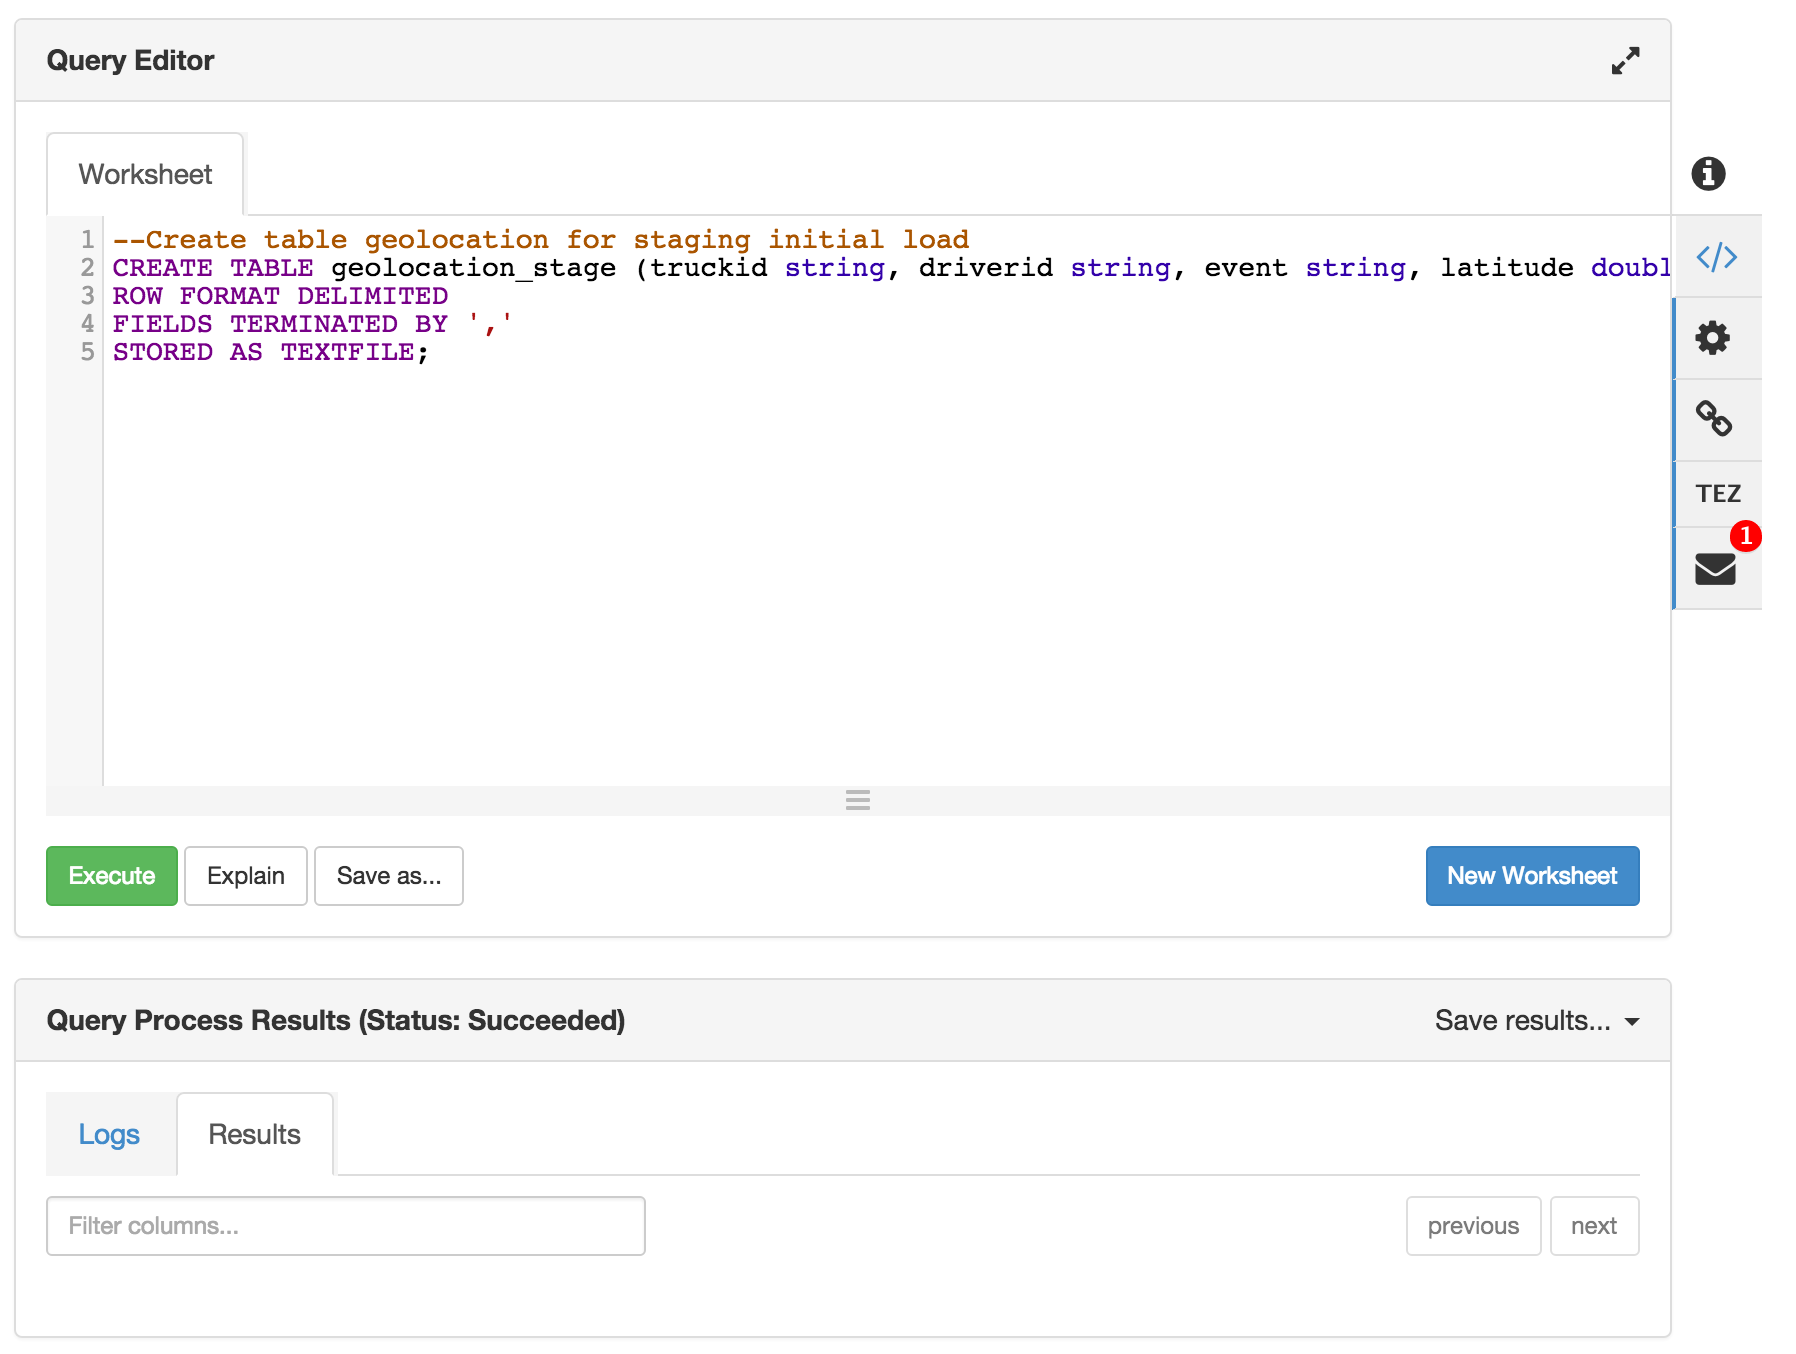 Query Editor
Worksheet
1 --Create table geolocation for staging initial load
2 CREATE TABLE geolocation_stage (truckid string, driverid string, event string, latitude doubl
3 ROW FORMAT DELIMITED
4 FIELDS TERMINATED BY ','
5 STORED AS TEXTFILE;
TEZ
1
Execute Explain Save as... New Worksheet
Query Process Results (Status: Succeeded) Save results...
Logs Results
Filter columns... previous next